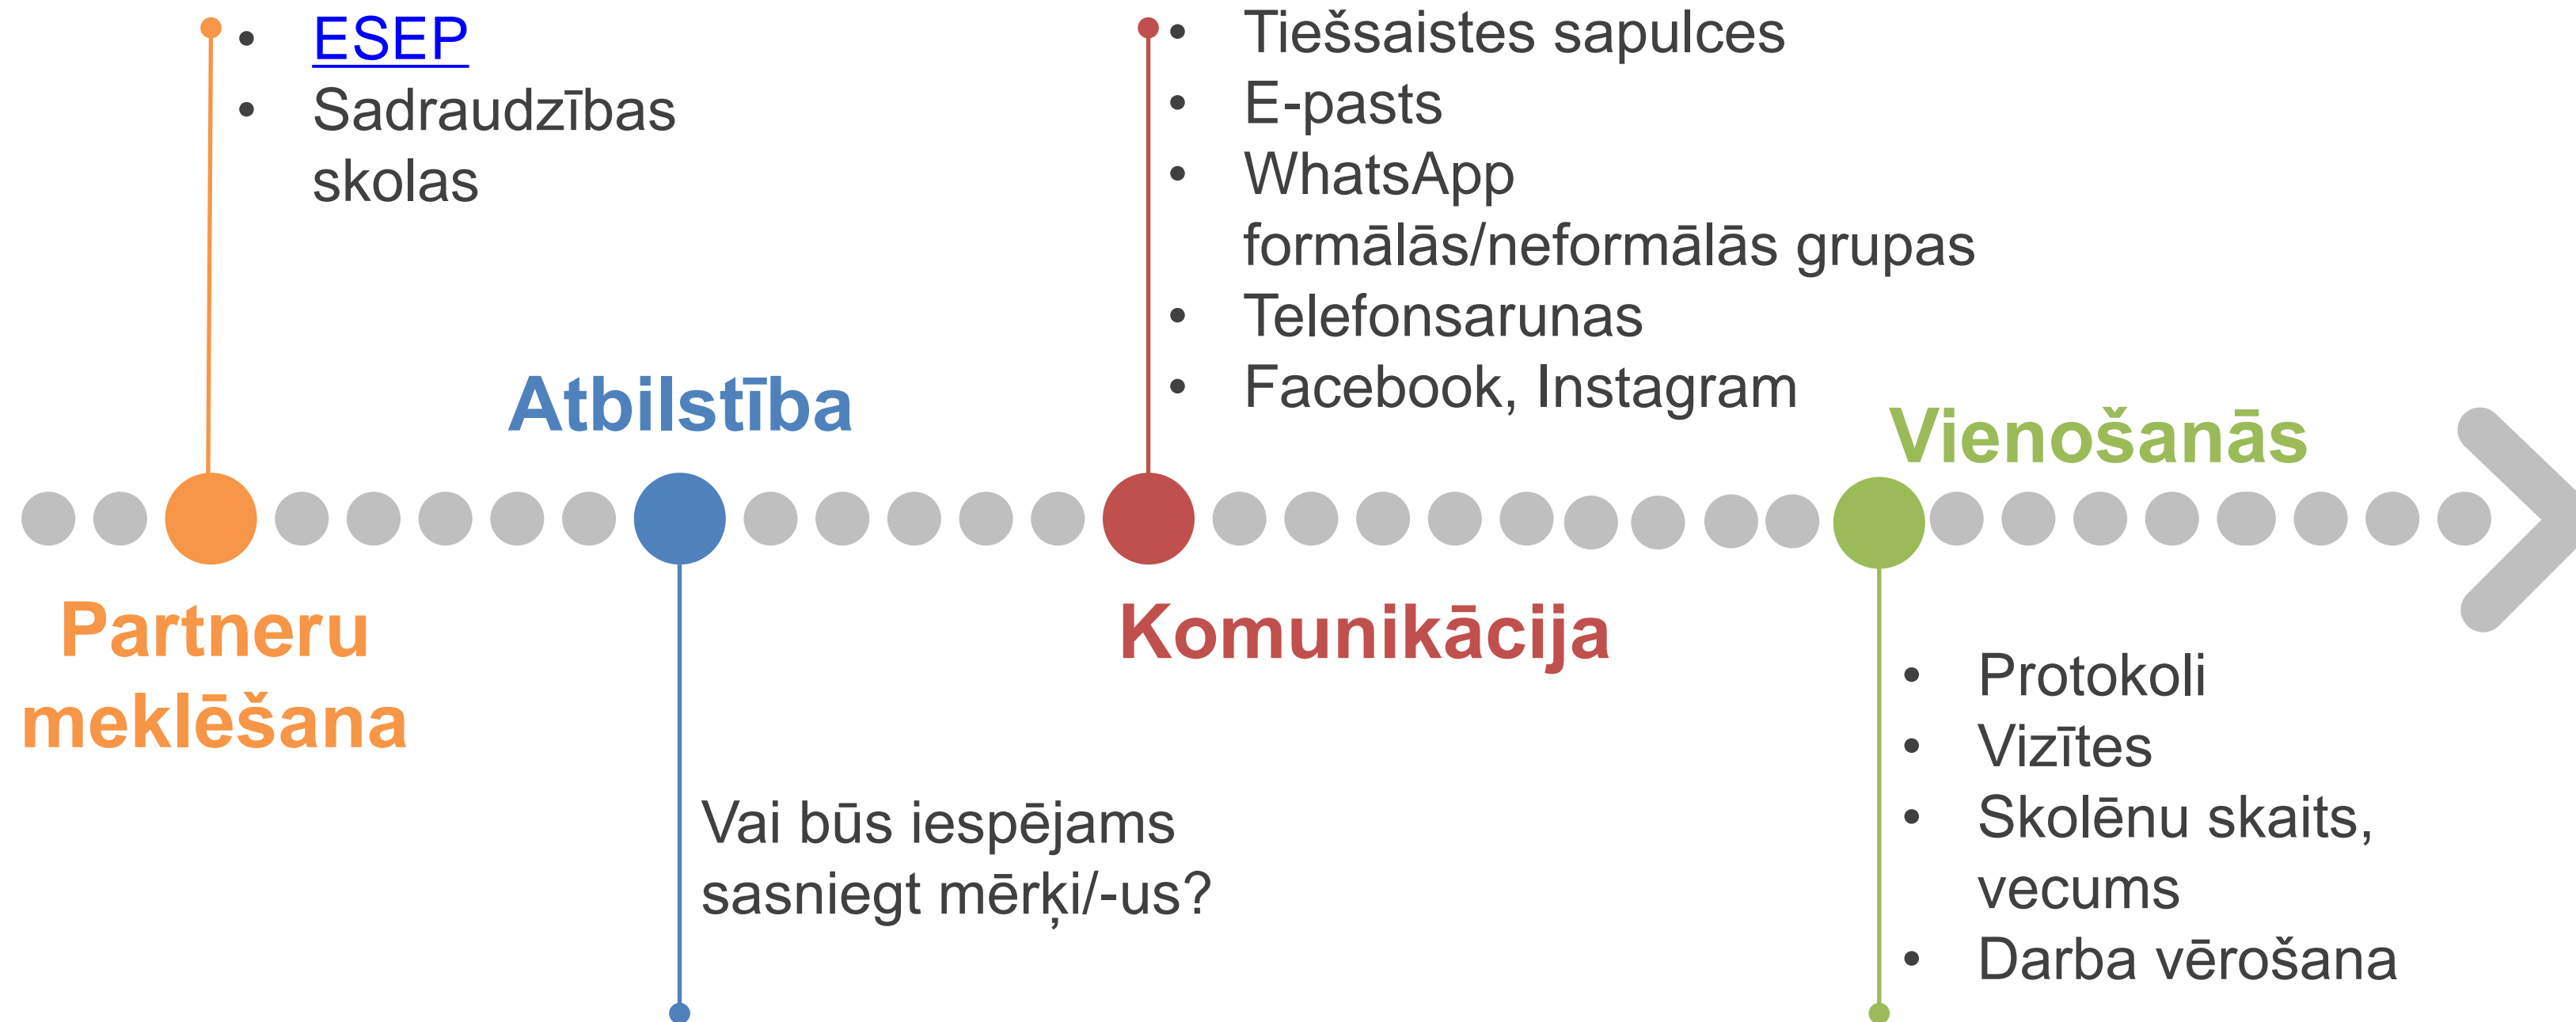 • ESEP
• Sadraudzības
skolas
Partneru
meklēšana
Atbilstība
Vai būs iespējams
sasniegt mērķi/-us?
• Tiešsaistes sapulces
• E-pasts
• WhatsApp
formālās/neformālās grupas
• Telefonsarunas
• Facebook, Instagram
Komunikācija
Vienošanās
• Protokoli
• Vizītes
• Skolēnu skaits,
vecums
• Darba vērošana